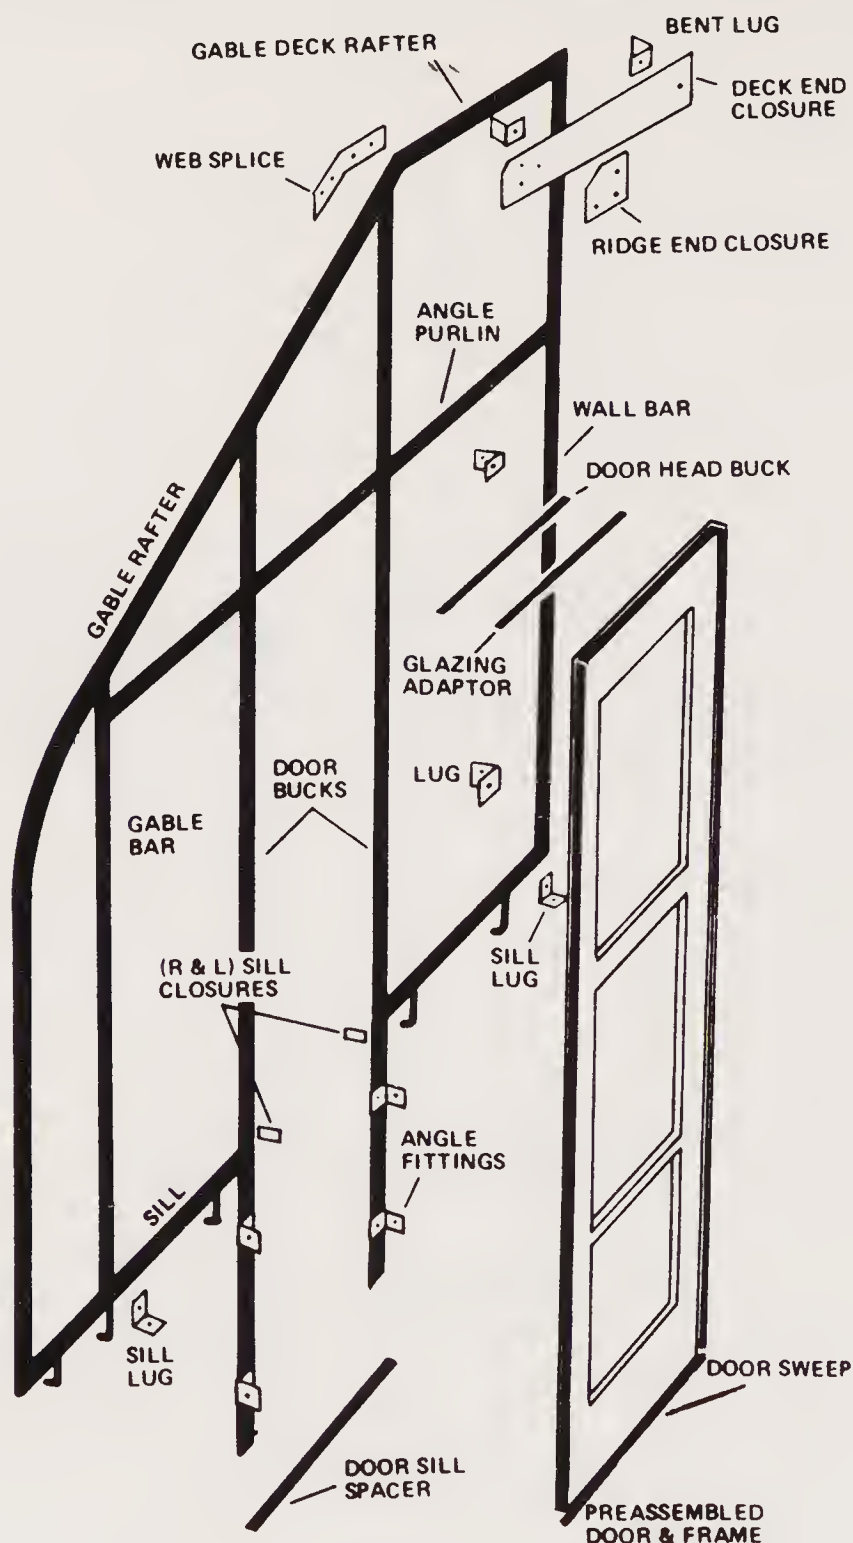 GABLE DECK RAFTER
BENT LUG
DECK END
CLOSURE
WEB SPLICE
RIDGE END CLOSURE
ANGLE
PURLIN
WALL BAR
DOOR HEAD BUCK
GABLE RAFTER
GLAZING
ADAPTOR
DOOR
BUCKS
LUG
GABLE
BAR
(R & L) SILL
CLOSURES
SILL
LUG
ANGLE
FITTINGS
SILL
SILL
LUG
DOOR SWEEP
DOOR SILL
SPACER
PREASSEMBLED
DOOR & FRAME